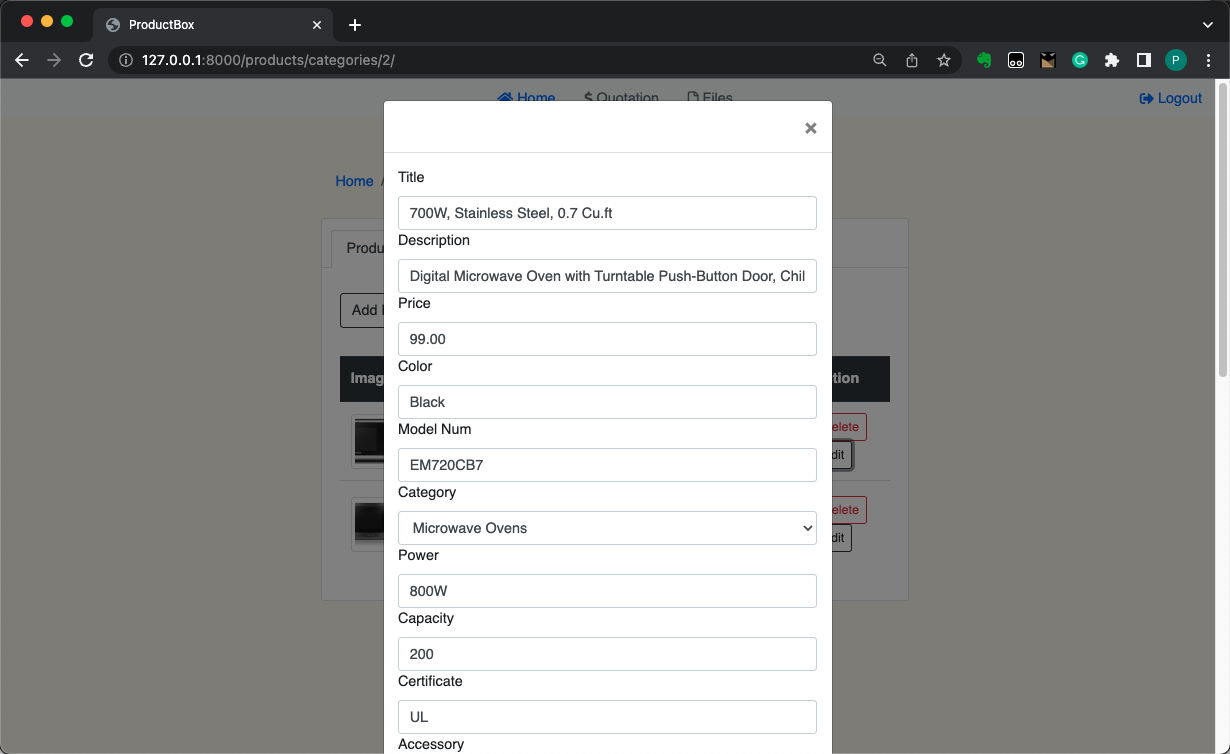 ProductBox
127.0.0.1:8000/products/categories/2/
G
P
Home $ Quotation Files Logout
Home /
Title
700W, Stainless Steel, 0.7 Cu.ft
Description
Digital Microwave Oven with Turntable Push-Button Door, Chil
Price
99.00
Color
Black
Model Num
EM720CB7
Category
Microwave Ovens
Power
800W
Capacity
200
Certificate
UL
Accessory
Produ
Add
Imag
tion
elete
dit
elete
dit